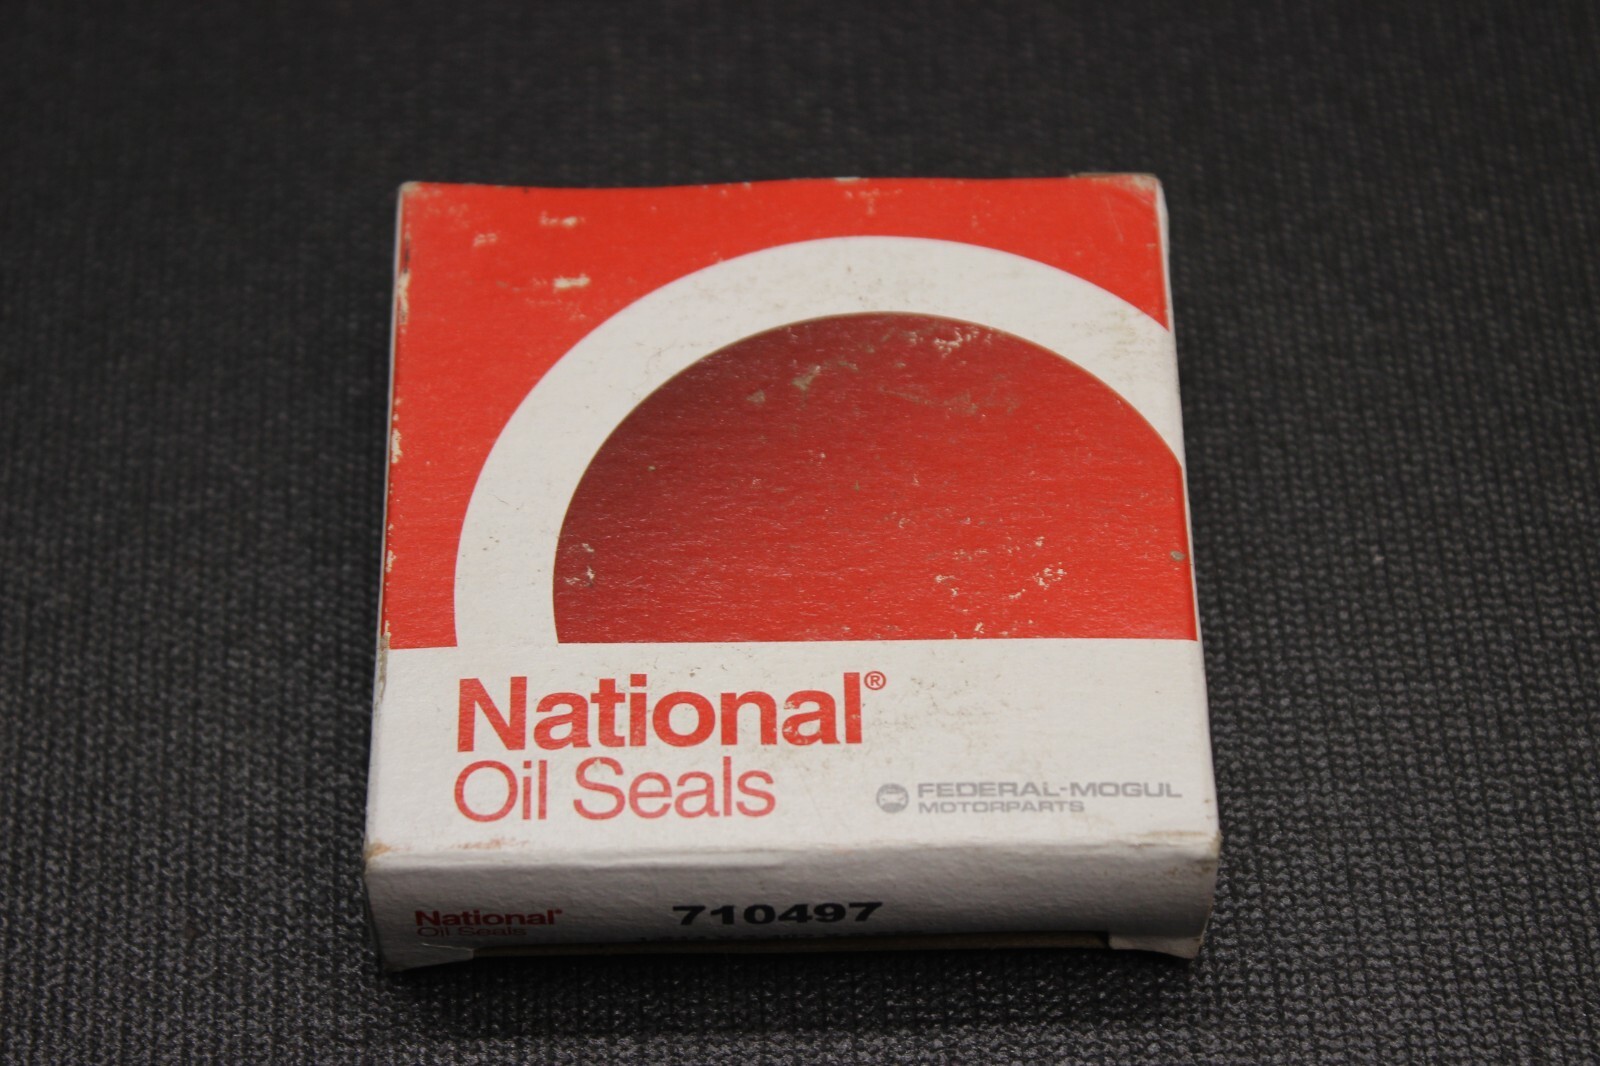 National®
Oil Seals
FEDERAL-MOGUL
MOTORPARTS
National®
Oil Seals
710497